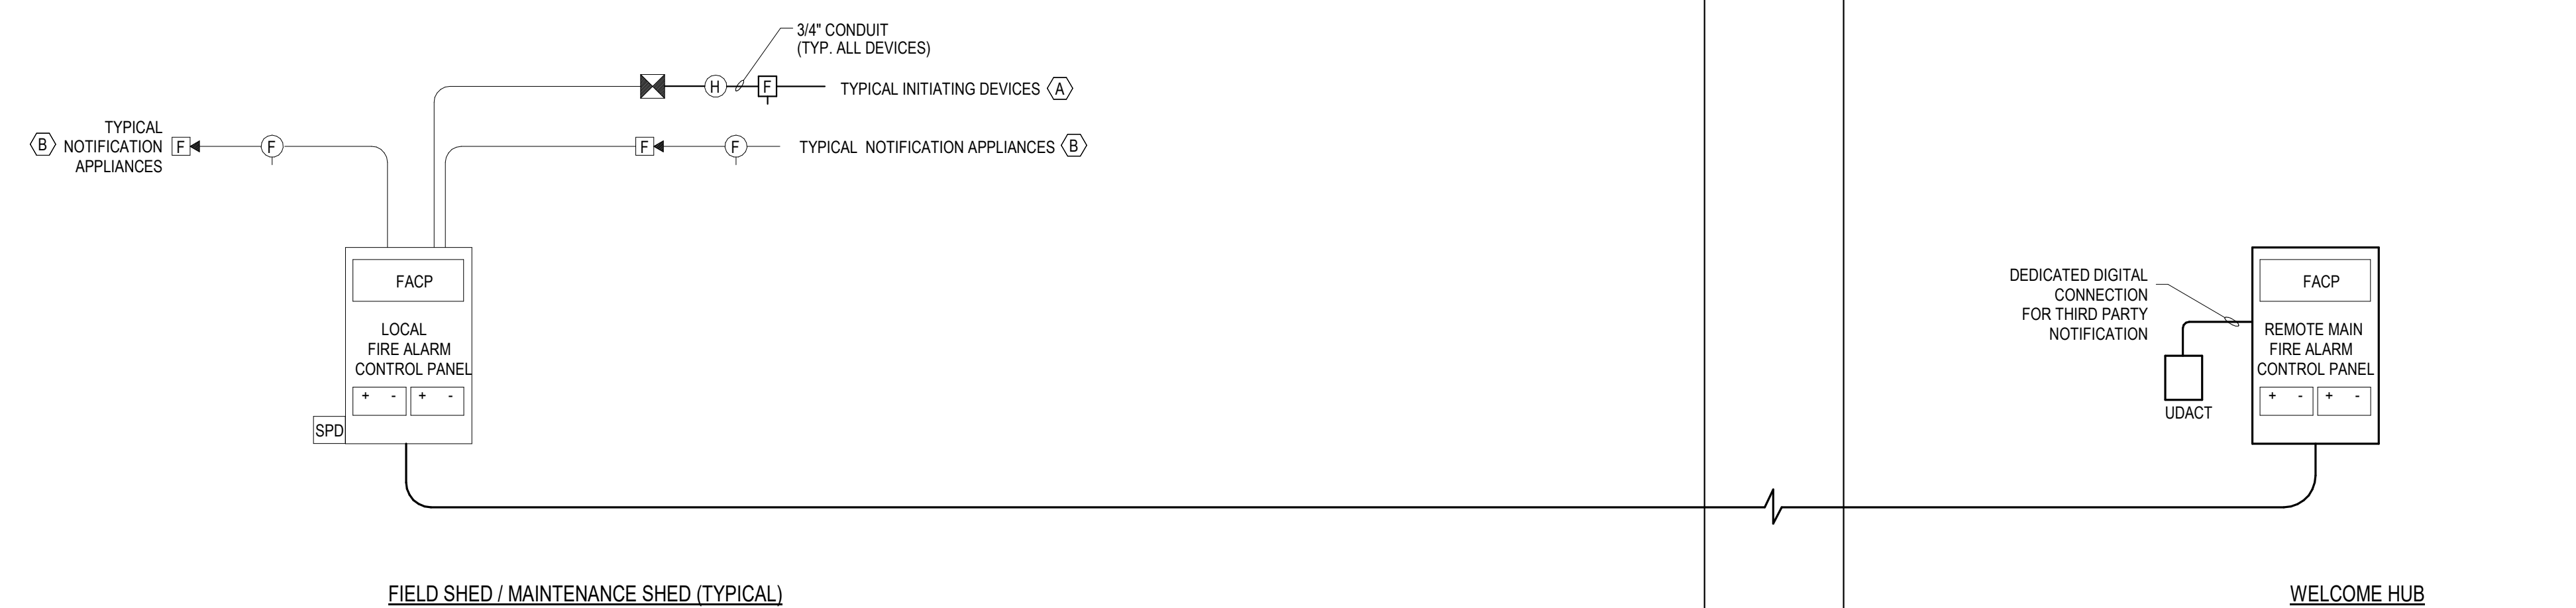 3/4" CONDUIT
(TYP. ALL DEVICES)
H
F
TYPICAL INITIATING DEVICES A
B
TYPICAL
NOTIFICATION
APPLIANCES
F
F
F
F
TYPICAL NOTIFICATION APPLIANCES B
FACP
LOCAL
FIRE ALARM
CONTROL PANEL
+ - + -
SPD
DEDICATED DIGITAL
CONNECTION
FOR THIRD PARTY
NOTIFICATION
UDACT
FACP
REMOTE MAIN
FIRE ALARM
CONTROL PANEL
+ - + -
FIELD SHED / MAINTENANCE SHED (TYPICAL)
WELCOME HUB